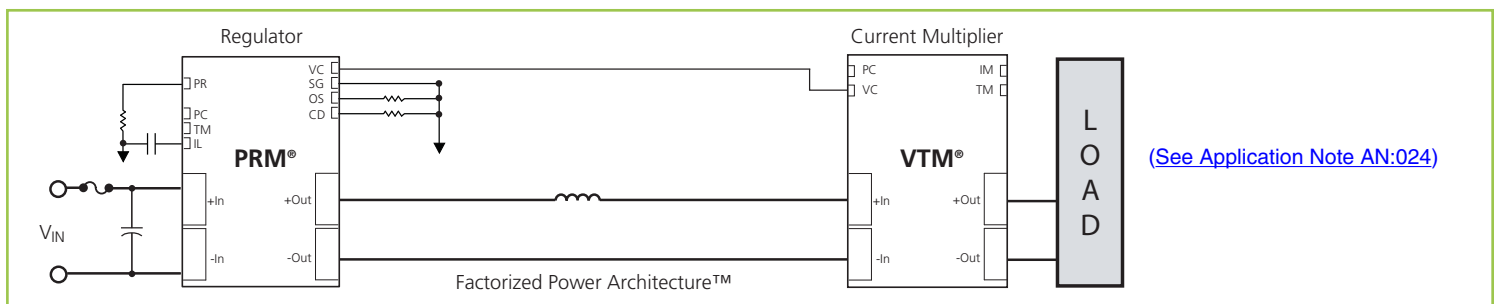 Regulator
Current Multiplier
VC
SG
OS
CD
PR
PC
TM
IL
PRM®
+In
-In
+Out
-Out
VIN
Factorized Power Architecture™
PC
VC
IM
TM
VTM®
+In
-In
+Out
-Out
LOAD
(See Application Note AN:024)